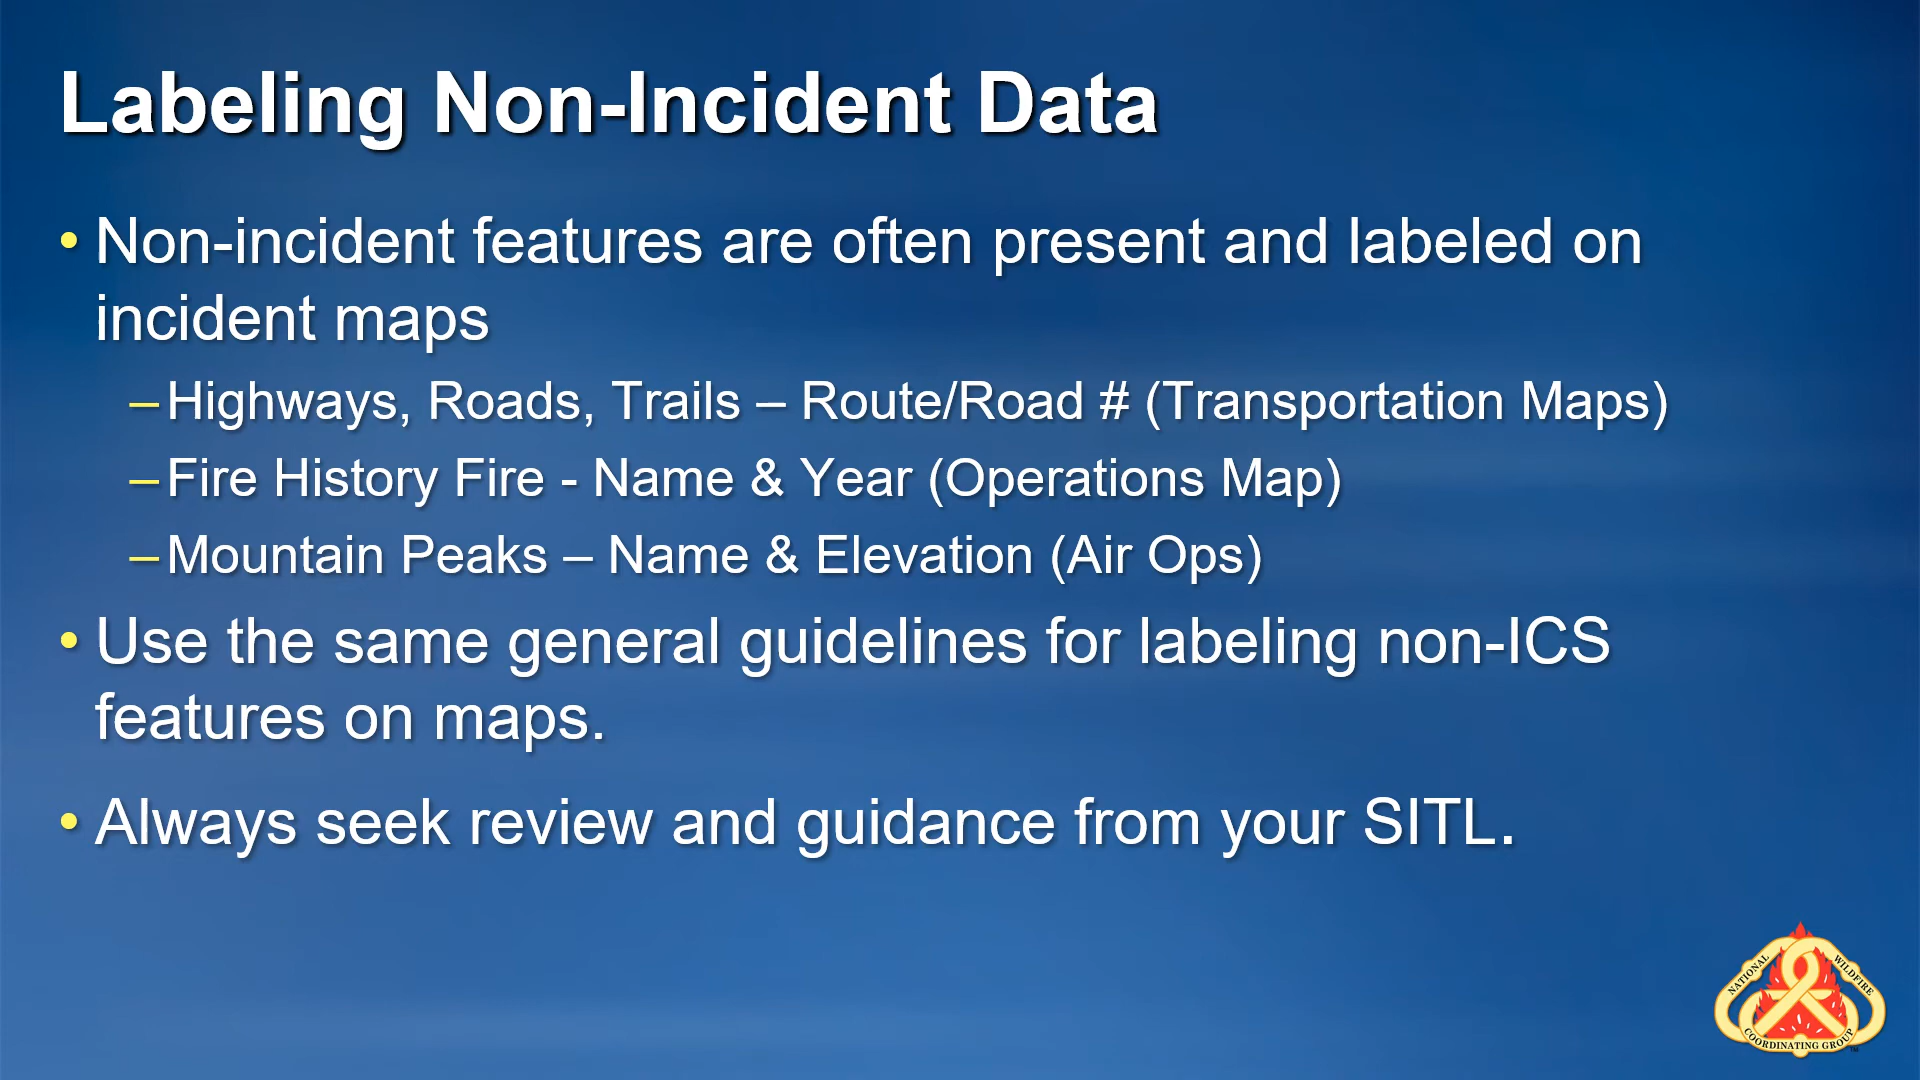 Labeling Non-Incident Data
• Non-incident features are often present and labeled on
incident maps
– Highways, Roads, Trails – Route/Road # (Transportation Maps)
– Fire History Fire - Name & Year (Operations Map)
– Mountain Peaks – Name & Elevation (Air Ops)
• Use the same general guidelines for labeling non-ICS
features on maps.
• Always seek review and guidance from your SITL.
NATIONAL WILDFIRE
COORDINATING GROUP
TM